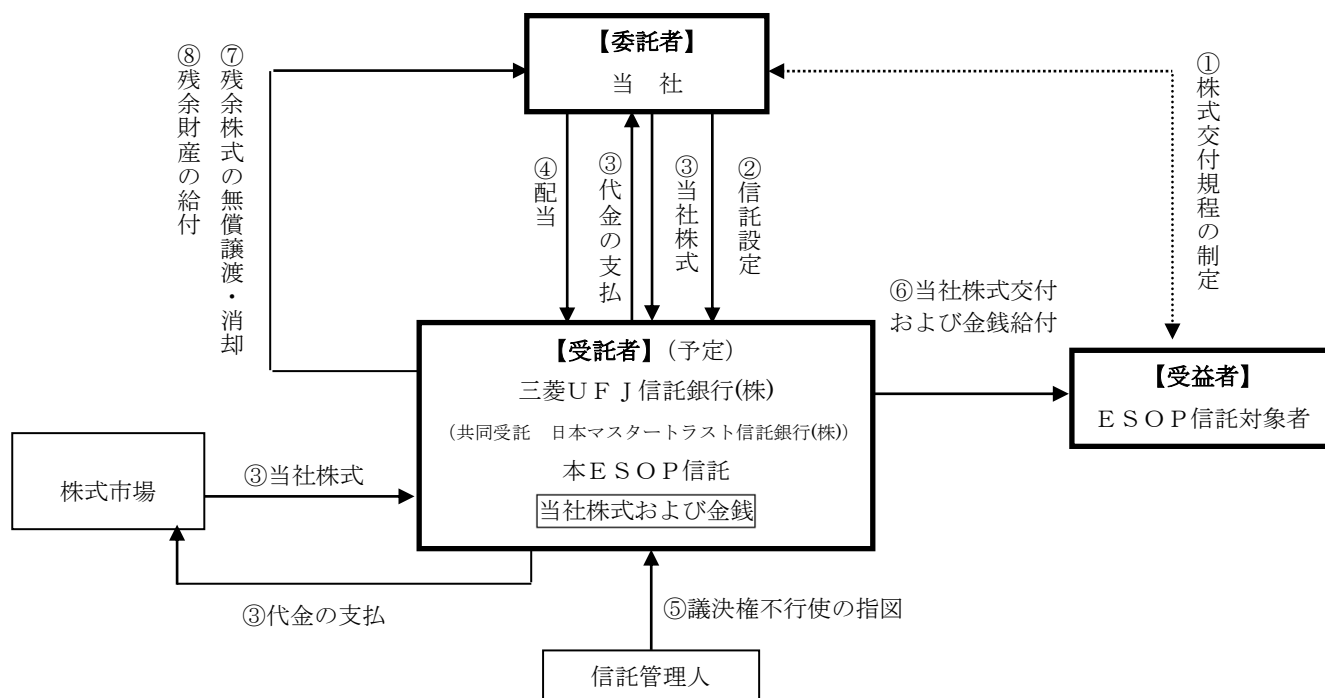 【委託者】
当　社
⑧残余財産の給付
⑦残余株式の無償譲渡・消却
④配当
③代金の支払
③当社株式
②信託設定
①株式交付規程の制定
⑥当社株式交付
および金銭給付
【受託者】（予定）
三菱ＵＦＪ信託銀行(株)
（共同受託　日本マスタートラスト信託銀行(株)）
本ＥＳＯＰ信託
当社株式および金銭
【受益者】
ＥＳＯＰ信託対象者
株式市場
③当社株式
③代金の支払
⑤議決権不行使の指図
信託管理人